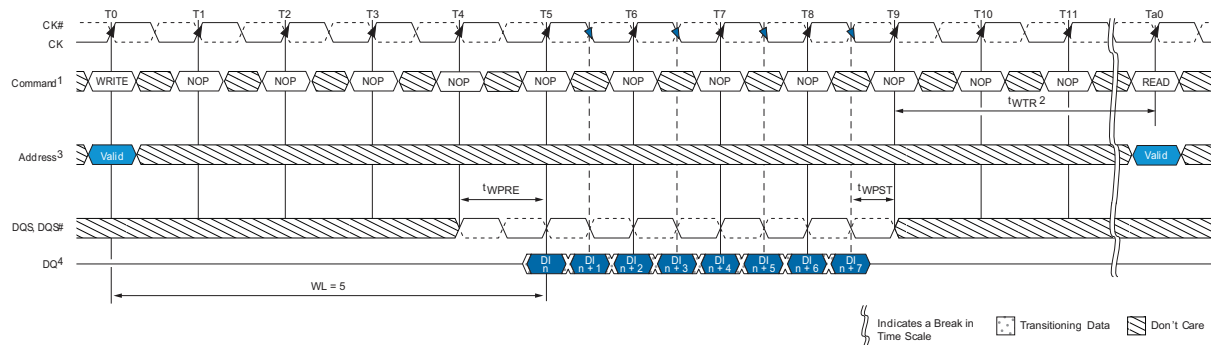 T0 T1 T2 T3 T4 T5 T6 T7 T8 T9 T10 T11 Ta0
CK#
CK
Command1 WRITE NOP NOP NOP NOP NOP NOP NOP NOP NOP NOP NOP READ
tWTR 2
Address3 Valid Valid
tWPRE tWPST
DQS, DQS#
DQ4 DI n DI n + 1 DI n + 2 DI n + 3 DI n + 4 DI n + 5 DI n + 6 DI n + 7
WL = 5
Indicates a Break in
Time Scale
Transitioning Data
Don't Care